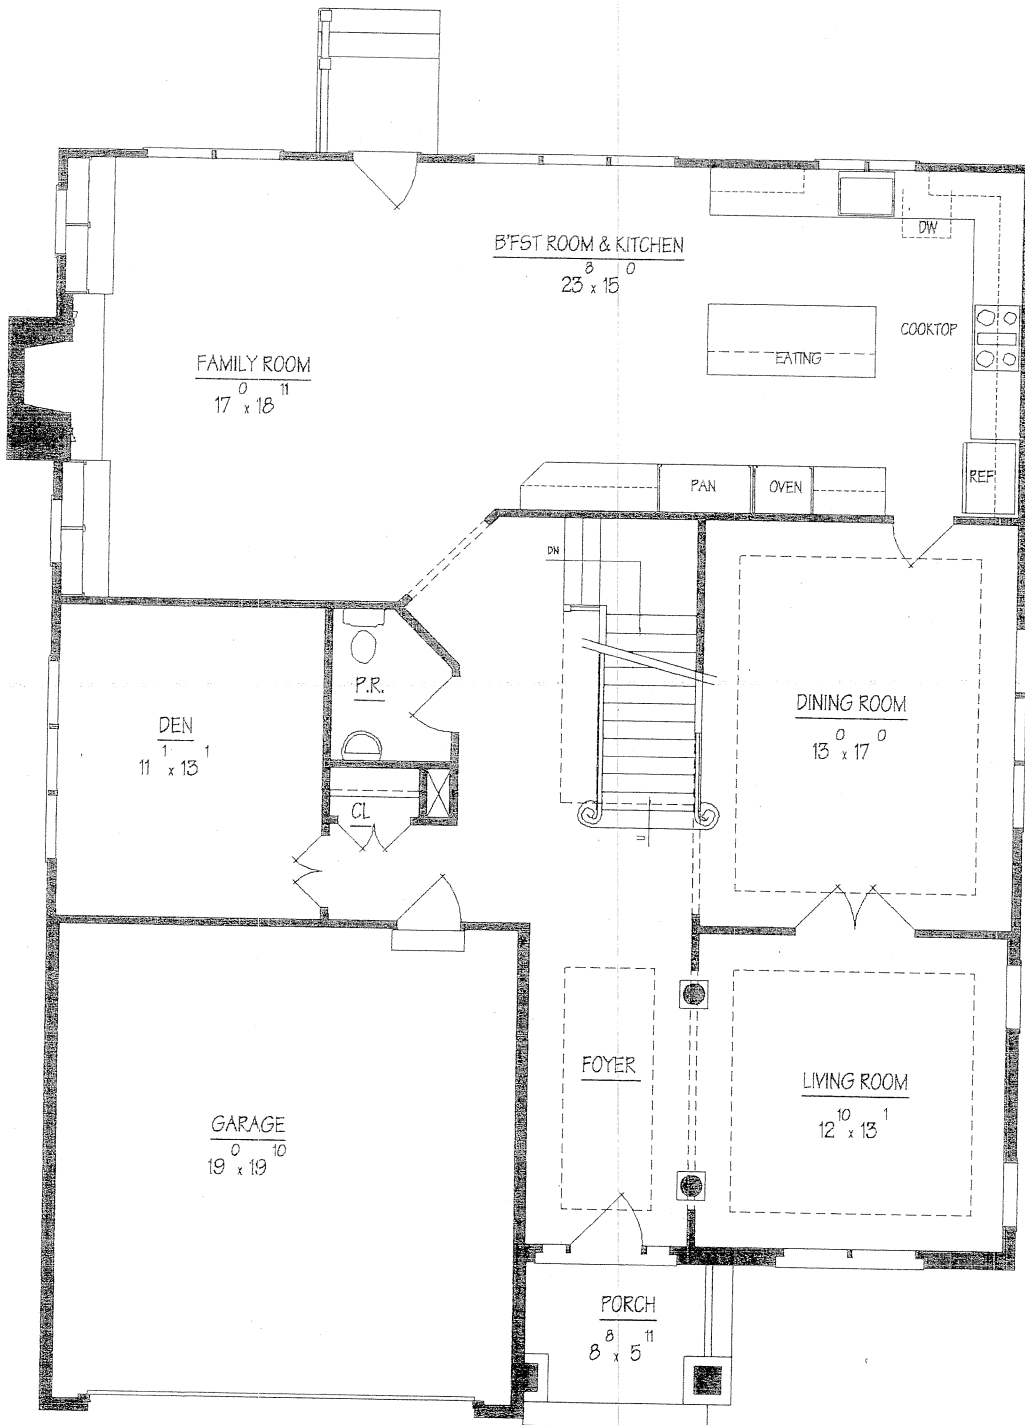 B'FST ROOM & KITCHEN
8 0
23 x 15
DW
COOKTOP
EATING
FAMILY ROOM
0 11
17 x 18
PAN
OVEN
REF
DN
P.R.
DEN
1 1
11 x 13
DINING ROOM
0 0
13 x 17
CL
U
FOYER
LIVING ROOM
10 1
12 x 13
GARAGE
0 10
19 x 19
PORCH
8 11
8 x 5